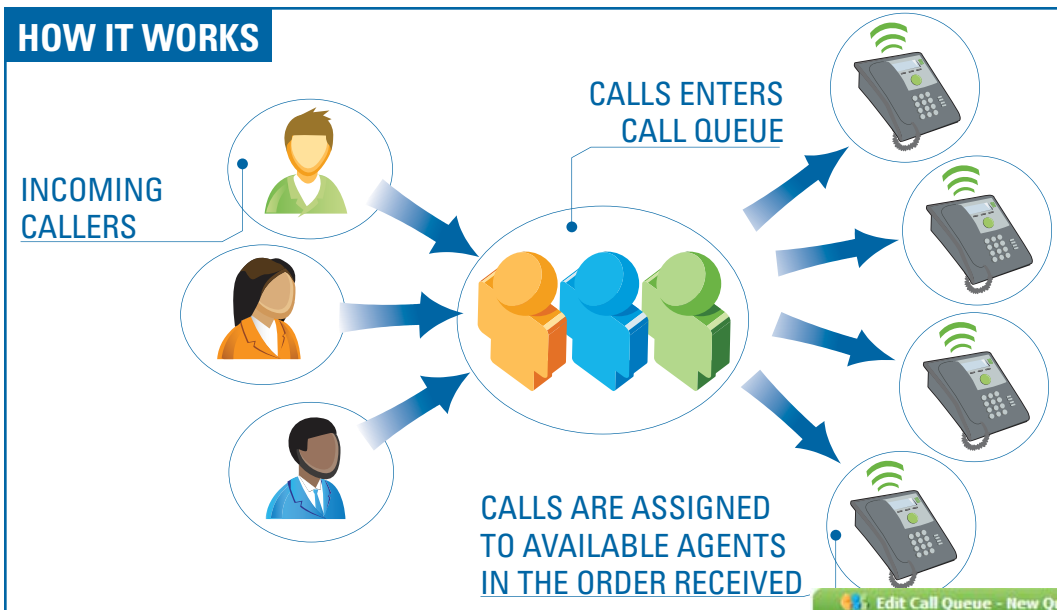 HOW IT WORKS
INCOMING
CALLERS
CALLS ENTERS
CALL QUEUE
CALLS ARE ASSIGNED
TO AVAILABLE AGENTS
IN THE ORDER RECEIVED
Edit Call Queue - New